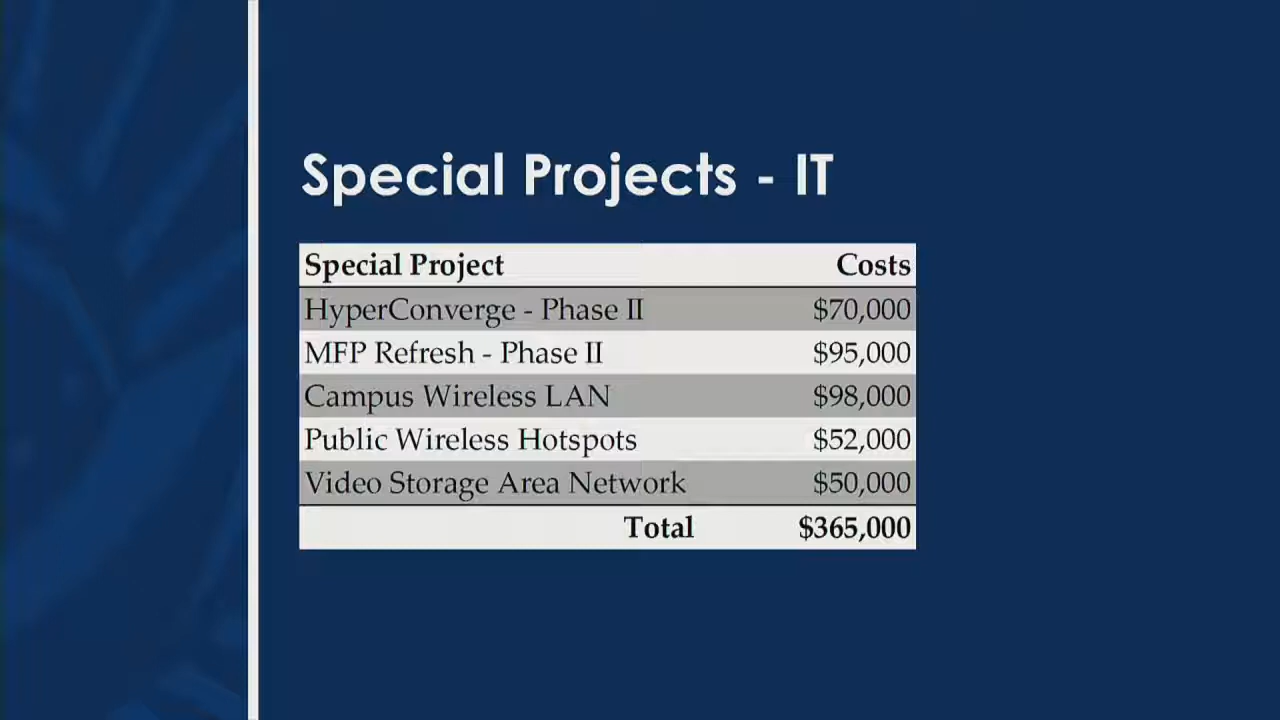 Special Projects - IT
Special Project Costs
HyperConverge - Phase II $70,000
MFP Refresh - Phase II $95,000
Campus Wireless LAN $98,000
Public Wireless Hotspots $52,000
Video Storage Area Network $50,000
Total $365,000